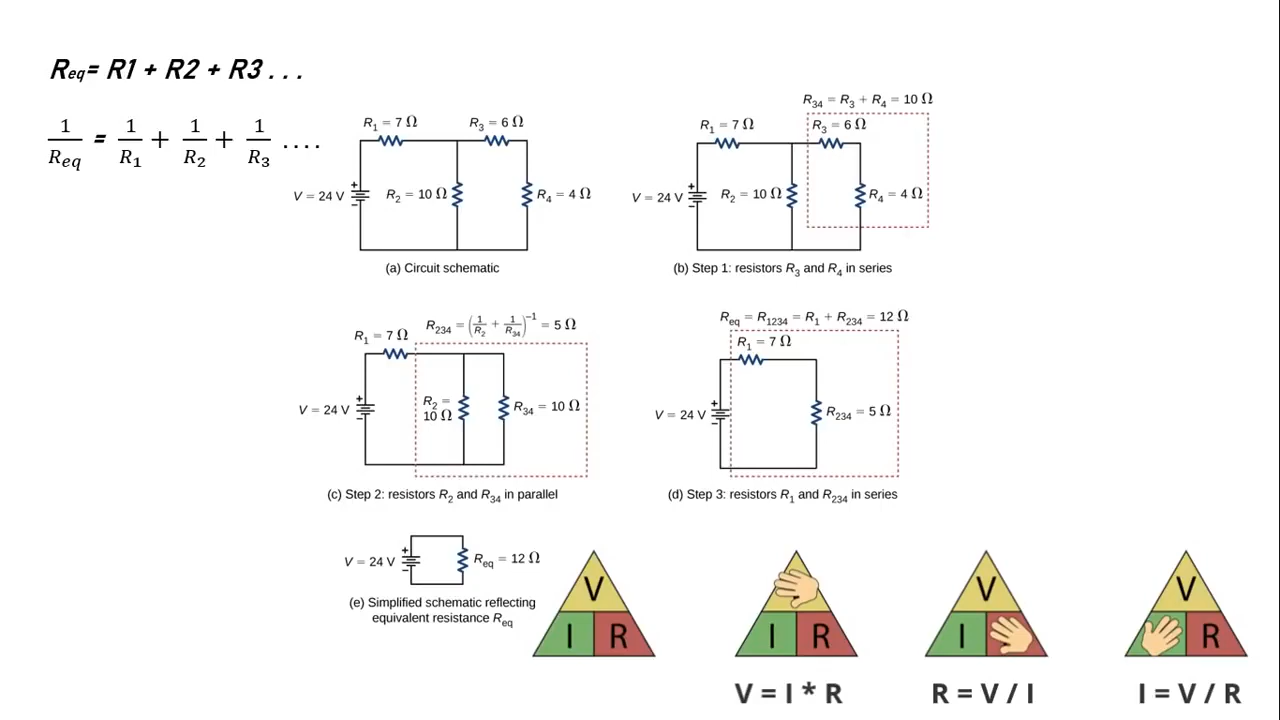 Req= R1 + R2 + R3 . . .
1/Req = 1/R1 + 1/R2 + 1/R3 ....
R1 = 7 Ω
R3 = 6 Ω
V = 24 V
+
–
R2 = 10 Ω
R4 = 4 Ω
(a) Circuit schematic
R34 = R3 + R4 = 10 Ω
R1 = 7 Ω
R3 = 6 Ω
V = 24 V
+
–
R2 = 10 Ω
R4 = 4 Ω
(b) Step 1: resistors R3 and R4 in series
R234 = (1/R2 + 1/R34)–1 = 5 Ω
R1 = 7 Ω
V = 24 V
+
–
R2 =
10 Ω
R34 = 10 Ω
(c) Step 2: resistors R2 and R34 in parallel
Req = R1234 = R1 + R234 = 12 Ω
R1 = 7 Ω
V = 24 V
+
–
R234 = 5 Ω
(d) Step 3: resistors R1 and R234 in series
V = 24 V
+
–
Req = 12 Ω
(e) Simplified schematic reflecting
equivalent resistance Req
V
I R
I R
V = I * R
V
I
R = V / I
V
R
I = V / R